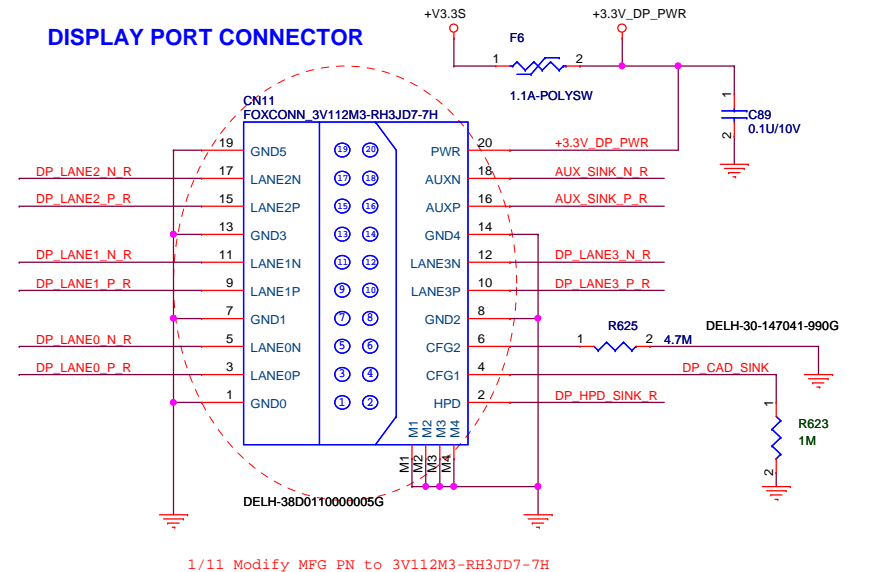 DISPLAY PORT CONNECTOR
+V3.3S
+3.3V_DP_PWR
F6
1
2
1.1A-POLYSW
1
2
C89
0.1U/10V
CN11
FOXCONN_3V112M3-RH3JD7-7H
19 GND5 19 20 PWR 20 +3.3V_DP_PWR
DP_LANE2_N_R 17 LANE2N 17 18 AUXN 18 AUX_SINK_N_R
DP_LANE2_P_R 15 LANE2P 15 16 AUXP 16 AUX_SINK_P_R
13 GND3 13 14 GND4 14
DP_LANE1_N_R 11 LANE1N 11 12 LANE3N 12 DP_LANE3_N_R
DP_LANE1_P_R 9 LANE1P 9 10 LANE3P 10 DP_LANE3_P_R
7 GND1 7 8 GND2 8
DP_LANE0_N_R 5 LANE0N 5 6 CFG2 6
DP_LANE0_P_R 3 LANE0P 3 4 CFG1 4 DP_CAD_SINK
1 GND0 1 2 HPD 2 DP_HPD_SINK_R
R625
1
2
4.7M
DELH-30-147041-990G
1
2
R623
1M
M1 M2 M3 M4
M1 M2 M3 M4
DELH-38D0110000005G
1/11 Modify MFG PN to 3V112M3-RH3JD7-7H